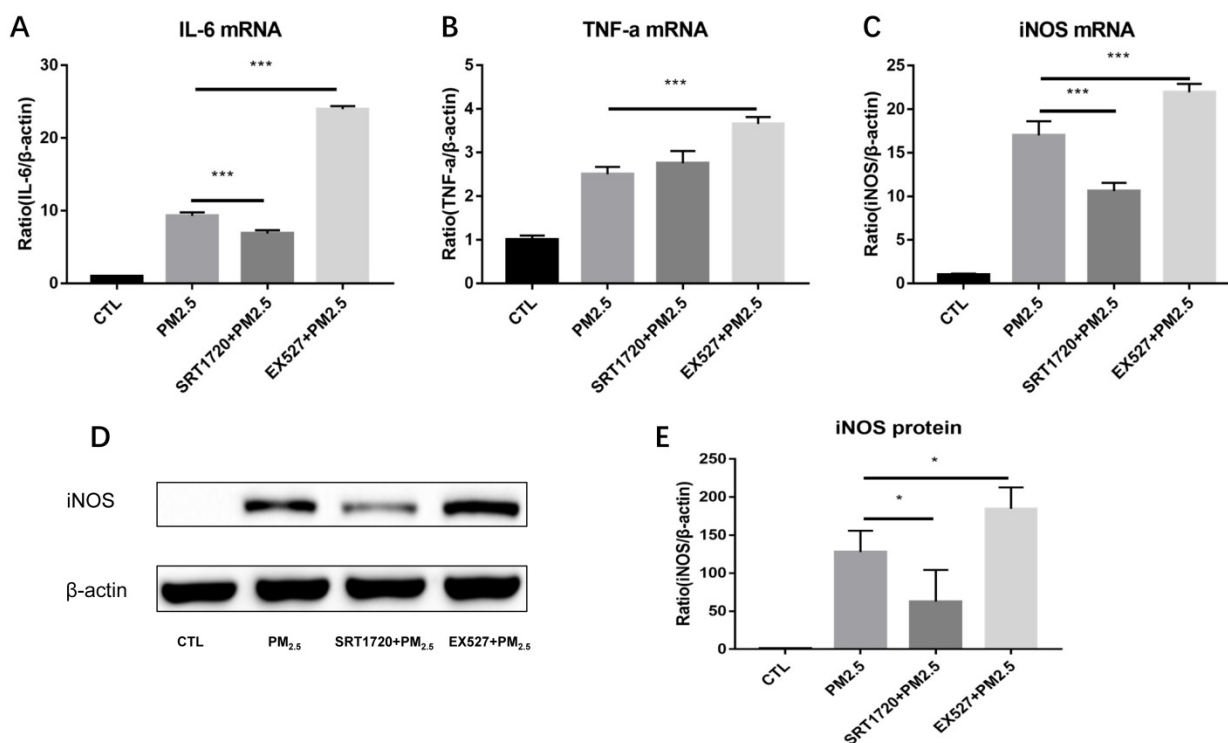 A
IL-6 mRNA
Ratio(IL-6/β-actin)
30
20
10
0
***
***
CTL
PM2.5
SRT1720+PM2.5
EX527+PM2.5
B
TNF-a mRNA
Ratio(TNF-a/β-actin)
5
4
3
2
1
0
***
CTL
PM2.5
SRT1720+PM2.5
EX527+PM2.5
C
iNOS mRNA
Ratio(iNOS/β-actin)
25
20
15
10
5
0
***
***
CTL
PM2.5
SRT1720+PM2.5
EX527+PM2.5
D
iNOS
β-actin
CTL PM2.5 SRT1720+PM2.5 EX527+PM2.5
E
iNOS protein
Ratio(iNOS/β-actin)
250
200
150
100
50
0
*
*
CTL
PM2.5
SRT1720+PM2.5
EX527+PM2.5